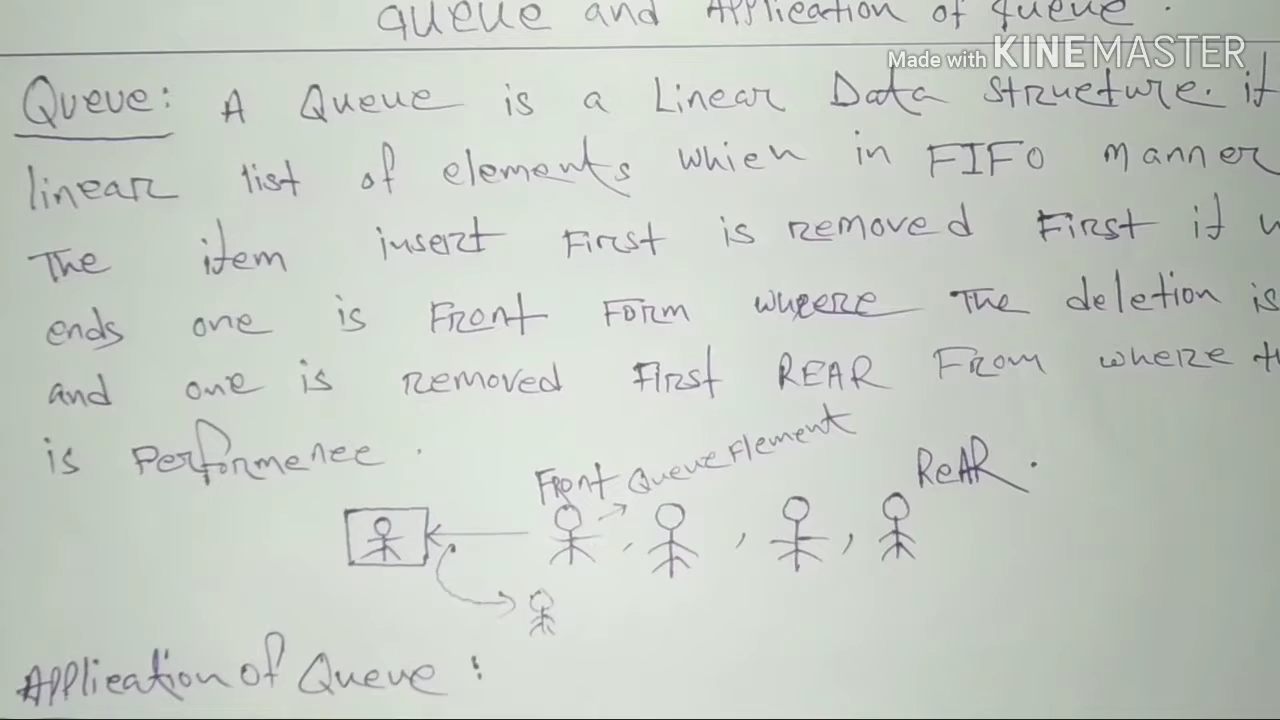 queue and Application of queue.
Made with KINEMASTER
Queue: A Queue is a Linear Data Structure. it
linear list of elements which in FIFO manner
The item insert First is removed First it
ends one is Front Form where The deletion is
and one is removed First REAR From where
is Performence.
Front Queue Element
ReAR.
Application of Queue: